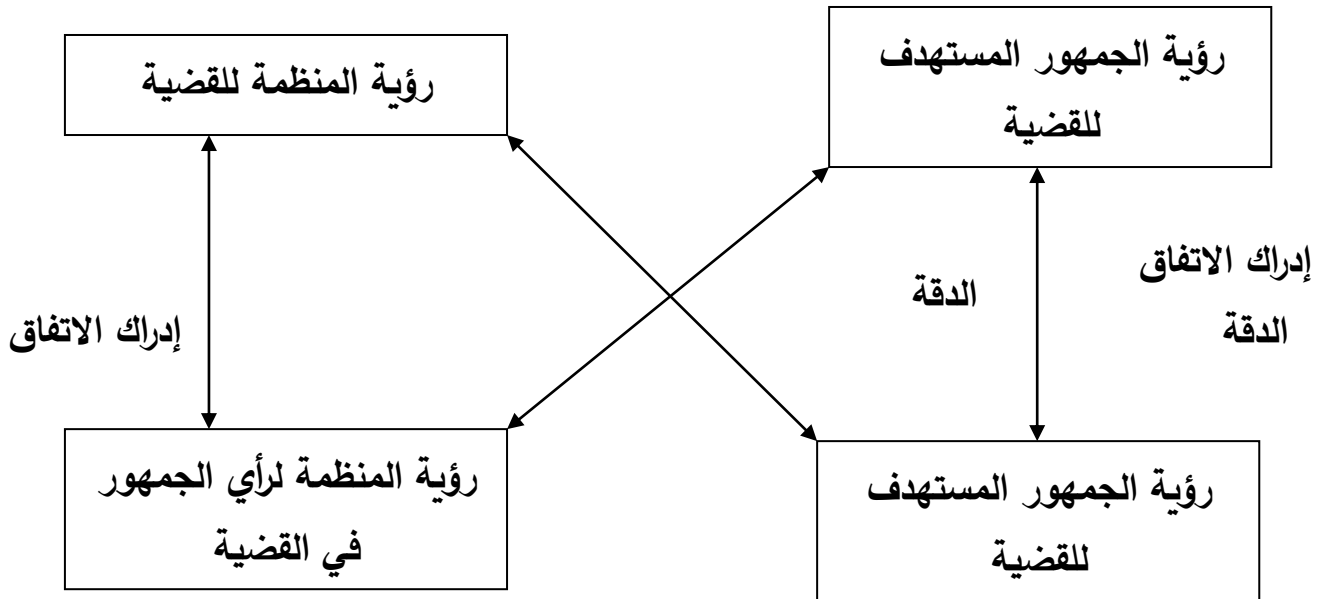 رؤية الجمهور المستهدف
للقضية
رؤية المنظمة للقضية
إدراك الاتفاق
الدقة
الدقة
إدراك الاتفاق
رؤية الجمهور المستهدف
للقضية
رؤية المنظمة لرأي الجمهور
في القضية